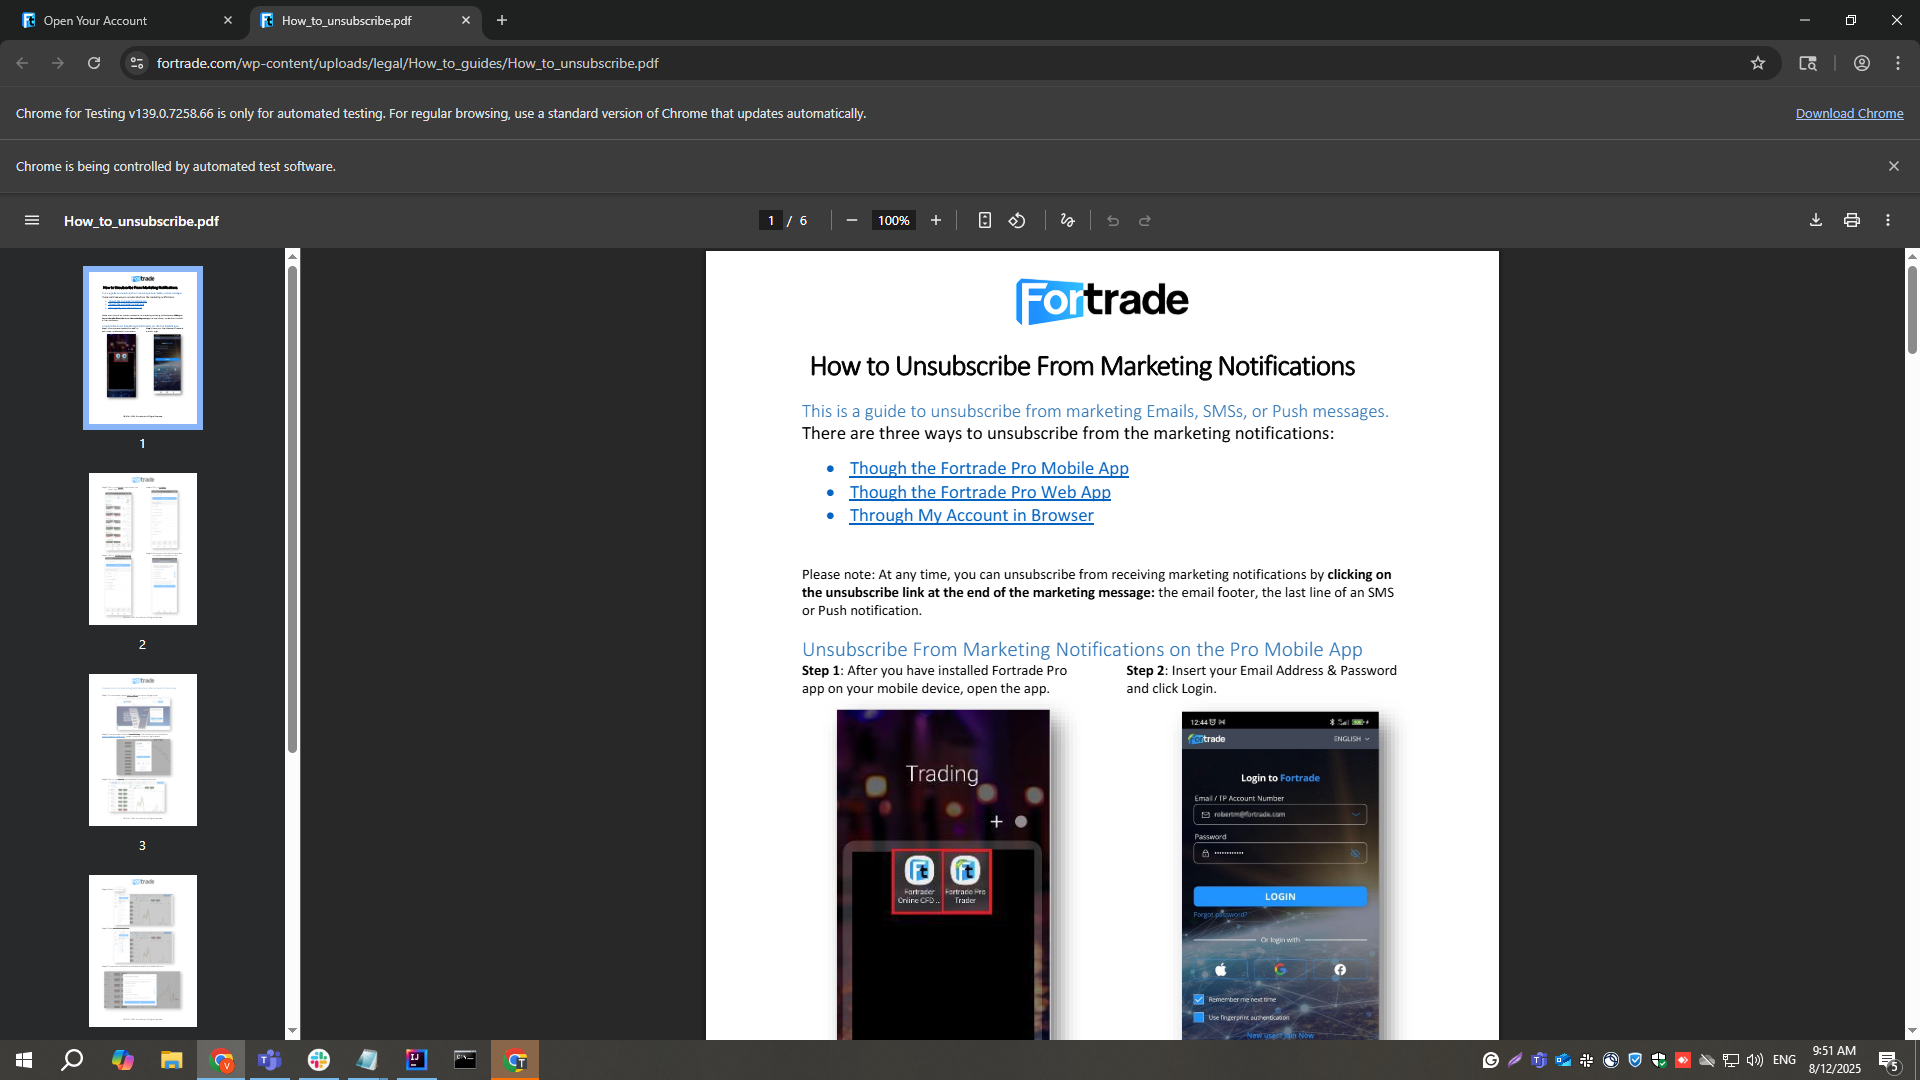 Open Your Account
How_to_unsubscribe.pdf
fortrade.com/wp-content/uploads/legal/How_to_guides/How_to_unsubscribe.pdf
Chrome for Testing v139.0.7258.66 is only for automated testing. For regular browsing, use a standard version of Chrome that updates automatically.
Download Chrome
Chrome is being controlled by automated test software.
How_to_unsubscribe.pdf
1 / 6
100%
1
2
3
Fortrade
How to Unsubscribe From Marketing Notifications
This is a guide to unsubscribe from marketing Emails, SMSs, or Push messages.
There are three ways to unsubscribe from the marketing notifications:
• Though the Fortrade Pro Mobile App
• Though the Fortrade Pro Web App
• Through My Account in Browser
Please note: At any time, you can unsubscribe from receiving marketing notifications by clicking on
the unsubscribe link at the end of the marketing message: the email footer, the last line of an SMS
or Push notification.
Unsubscribe From Marketing Notifications on the Pro Mobile App
Step 1: After you have installed Fortrade Pro
app on your mobile device, open the app.
Step 2: Insert your Email Address & Password
and click Login.
Trading
Fortrader
Online CFD ...
Fortrade Pro
Trader
12:44
Fortrade
ENGLISH
Login to Fortrade
Email / TP Account Number
robertm@fortrade.com
Password
LOGIN
Forgot password?
Or login with
Remember me next time
Use fingerprint authentication
New user? Join Now
ENG
9:51 AM
8/12/2025
5